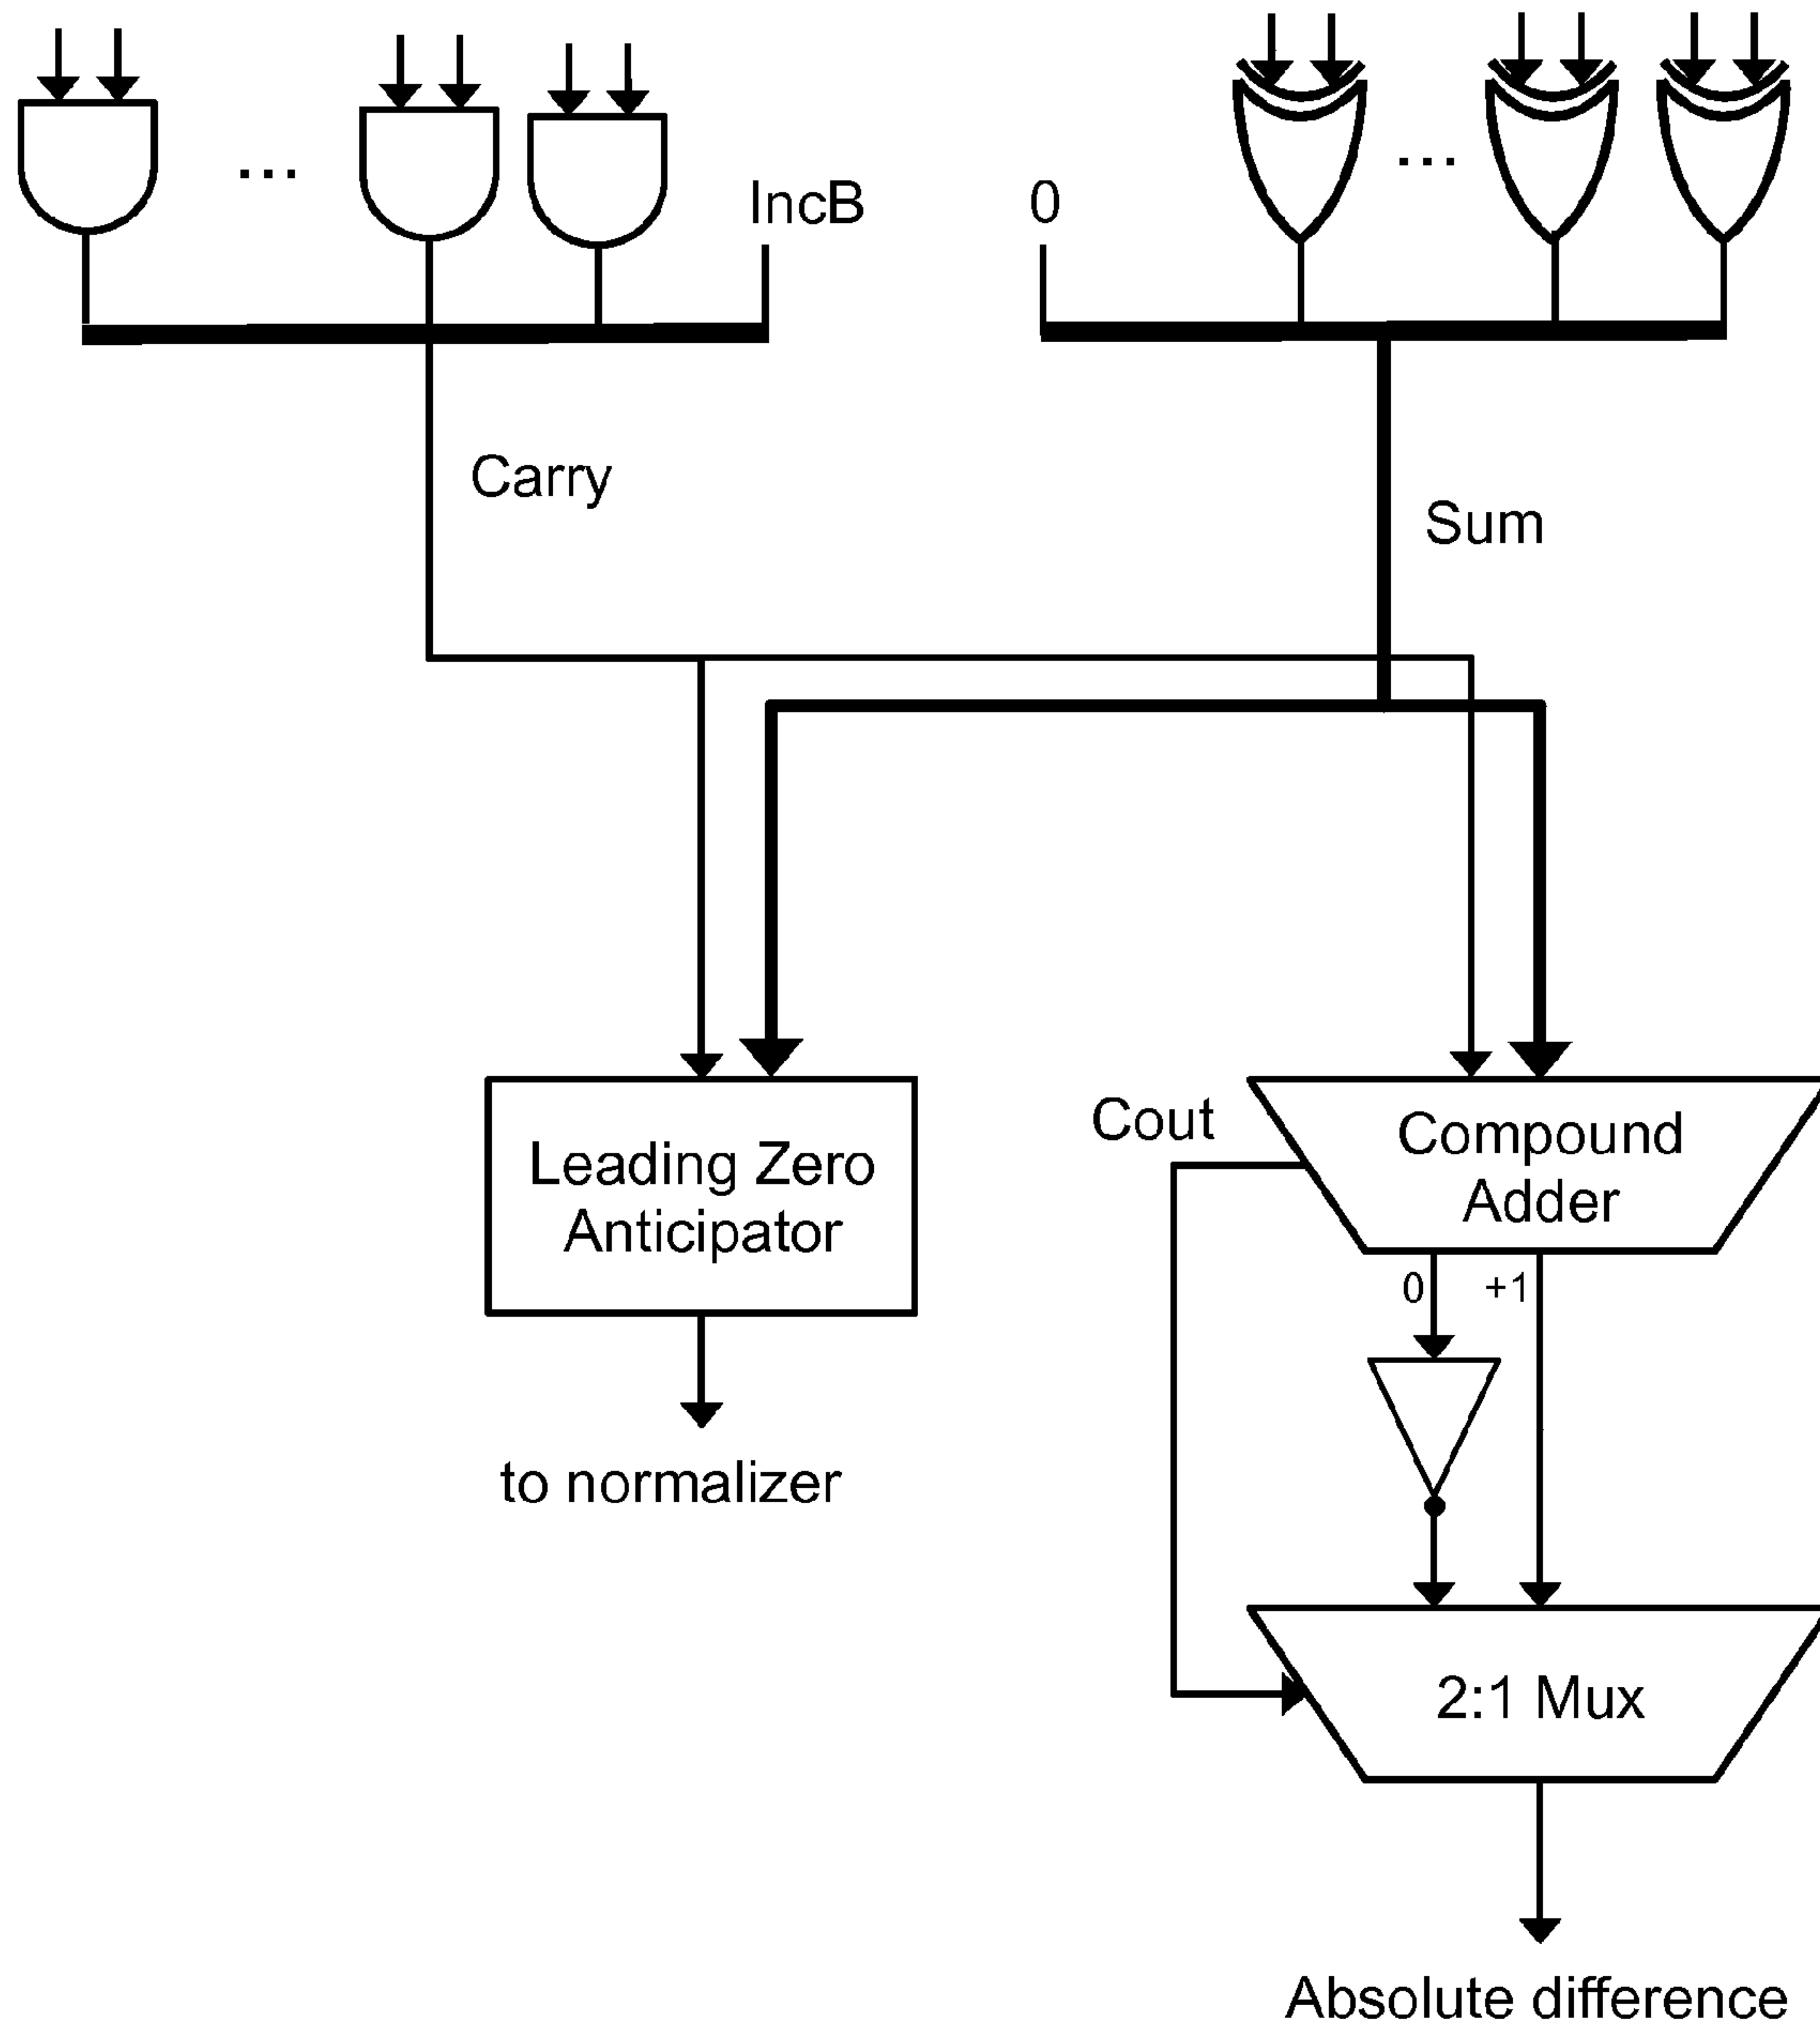 ...
...
IncB
0
Carry
Sum
Cout
Compound
Adder
Leading Zero
Anticipator
0
+1
to normalizer
2:1 Mux
Absolute difference